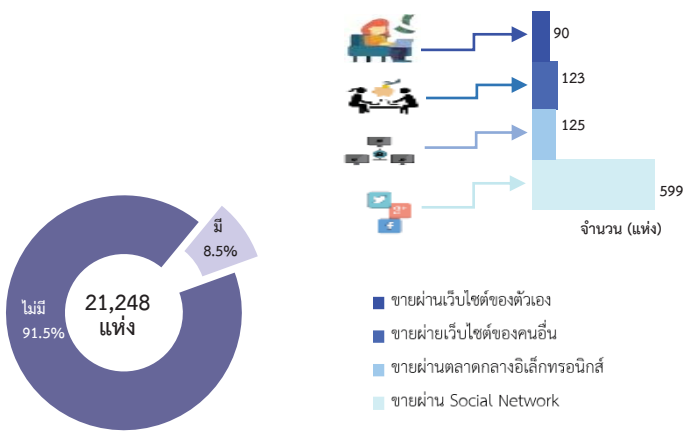 90
123
125
599
จำนวน (แห่ง)
มี
8.5%
ไม่มี
91.5%
21,248
แห่ง
ขายผ่านเว็บไซต์ของตัวเอง
ขายผ่ายเว็บไซต์ของคนอื่น
ขายผ่านตลาดกลางอิเล็กทรอนิกส์
ขายผ่าน Social Network